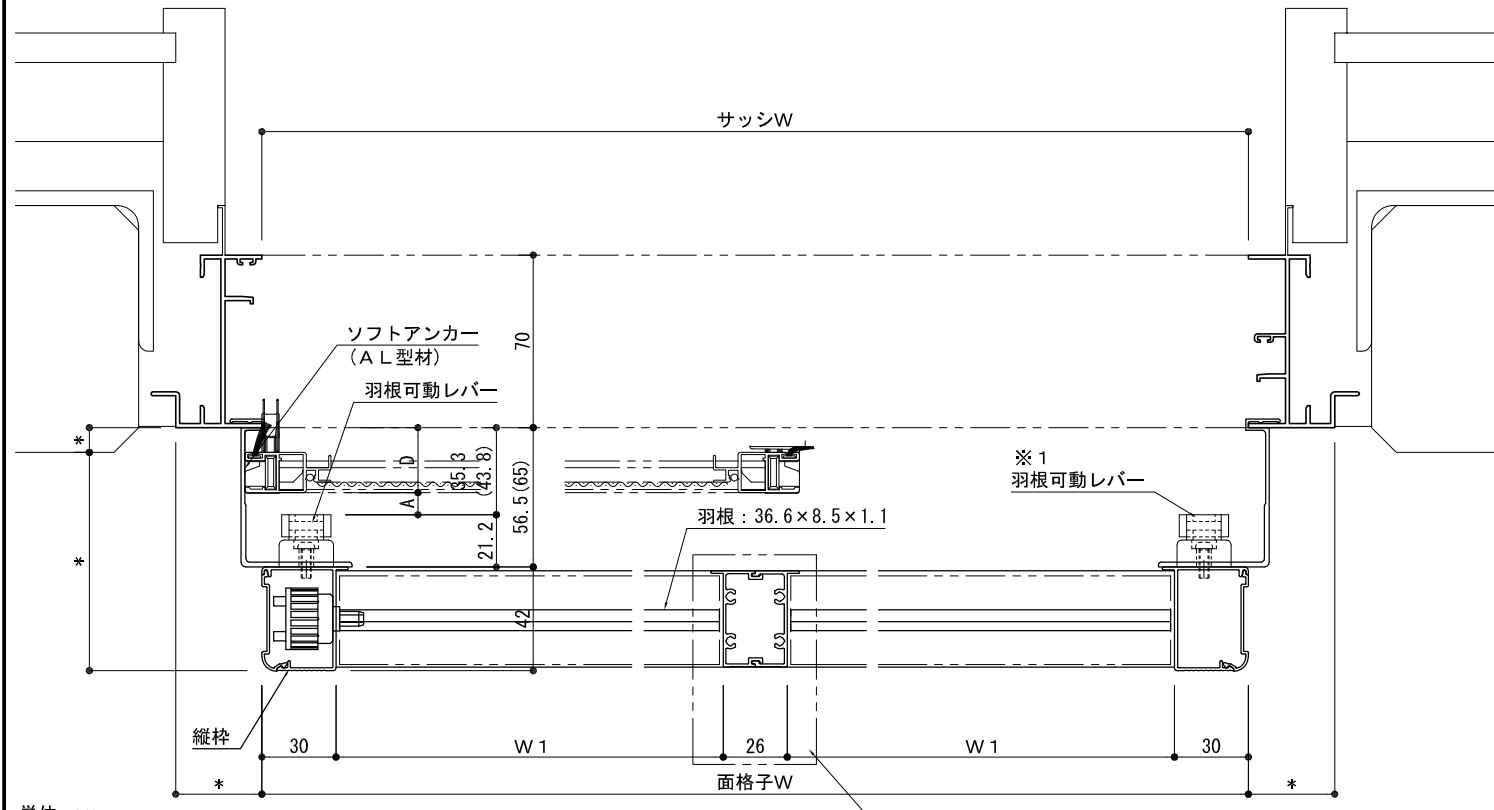 サッシW
ソフトアンカー
（ＡＬ型材）
羽根可動レバー
70
*
D
35.3
(43.8)
56.5(65)
A
21.2
※１
羽根可動レバー
羽根：36.6×8.5×1.1
*
42
縦枠
30
Ｗ１
26
Ｗ１
30
*
面格子W
*